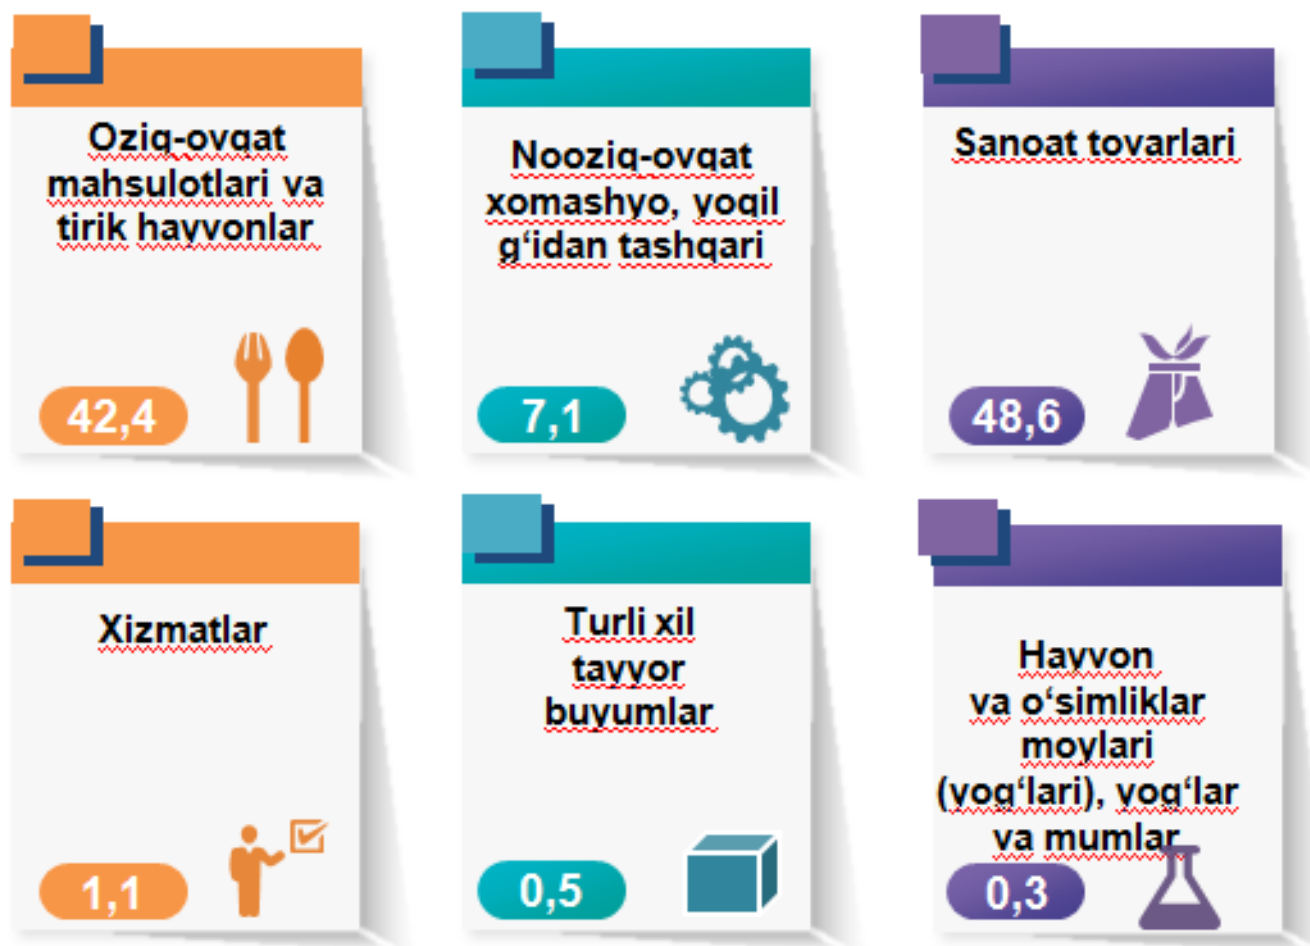 Oziq-ovqat
mahsulotlari va
tirik hayvonlar
42,4
Nooziq-ovqat
xomashyo, yoqil
g‘idan tashqari
7,1
Sanoat tovarlari
48,6
Xizmatlar
1,1
Turli xil
tayyor
buyumlar
0,5
Hayvon
va o‘simliklar
moylari
(yog‘lari), yog‘lar
va mumlar
0,3